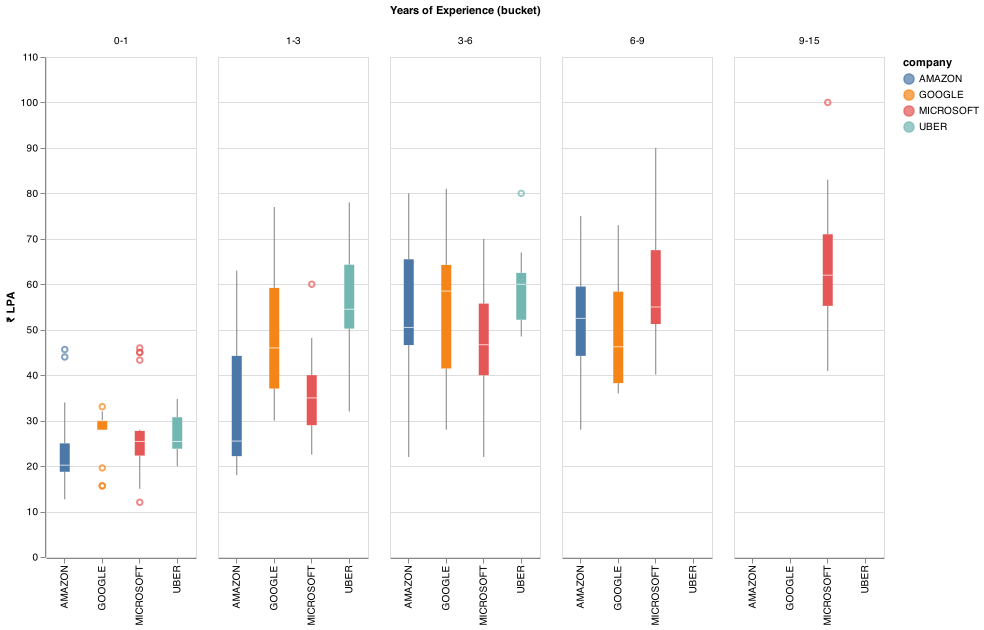 Years of Experience (bucket)
0-1 1-3 3-6 6-9 9-15
company
AMAZON
GOOGLE
MICROSOFT
UBER
₹ LPA
110
100
90
80
70
60
50
40
30
20
10
0
AMAZON GOOGLE MICROSOFT UBER AMAZON GOOGLE MICROSOFT UBER AMAZON GOOGLE MICROSOFT UBER AMAZON GOOGLE MICROSOFT UBER AMAZON GOOGLE MICROSOFT UBER